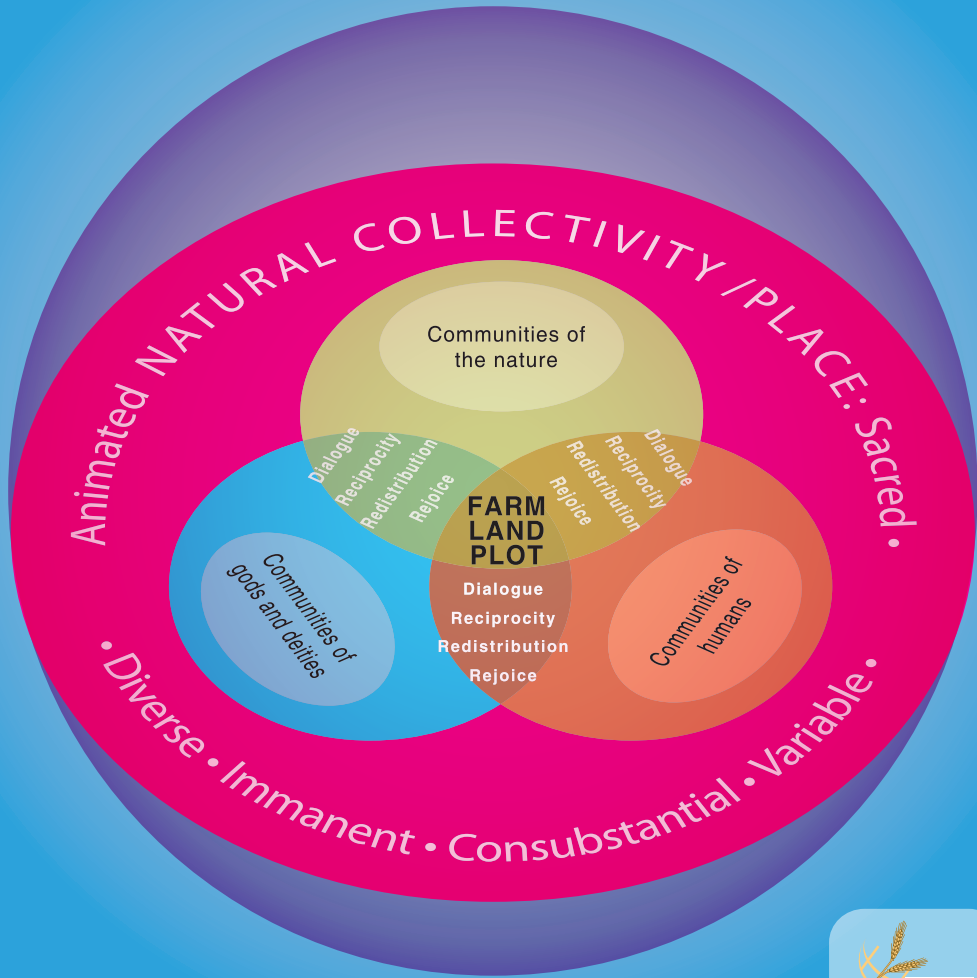 Animated NATURAL COLLECTIVITY /PLACE: Sacred •
Communities of
the nature
Dialogue
Reciprocity
Redistribution
Rejoice
Dialogue
Reciprocity
Redistribution
Rejoice
FARM
LAND
PLOT
Dialogue
Reciprocity
Redistribution
Rejoice
Communities of
gods and deities
Communities of
humans
• Diverse • Immanent • Consubstantial • Variable •